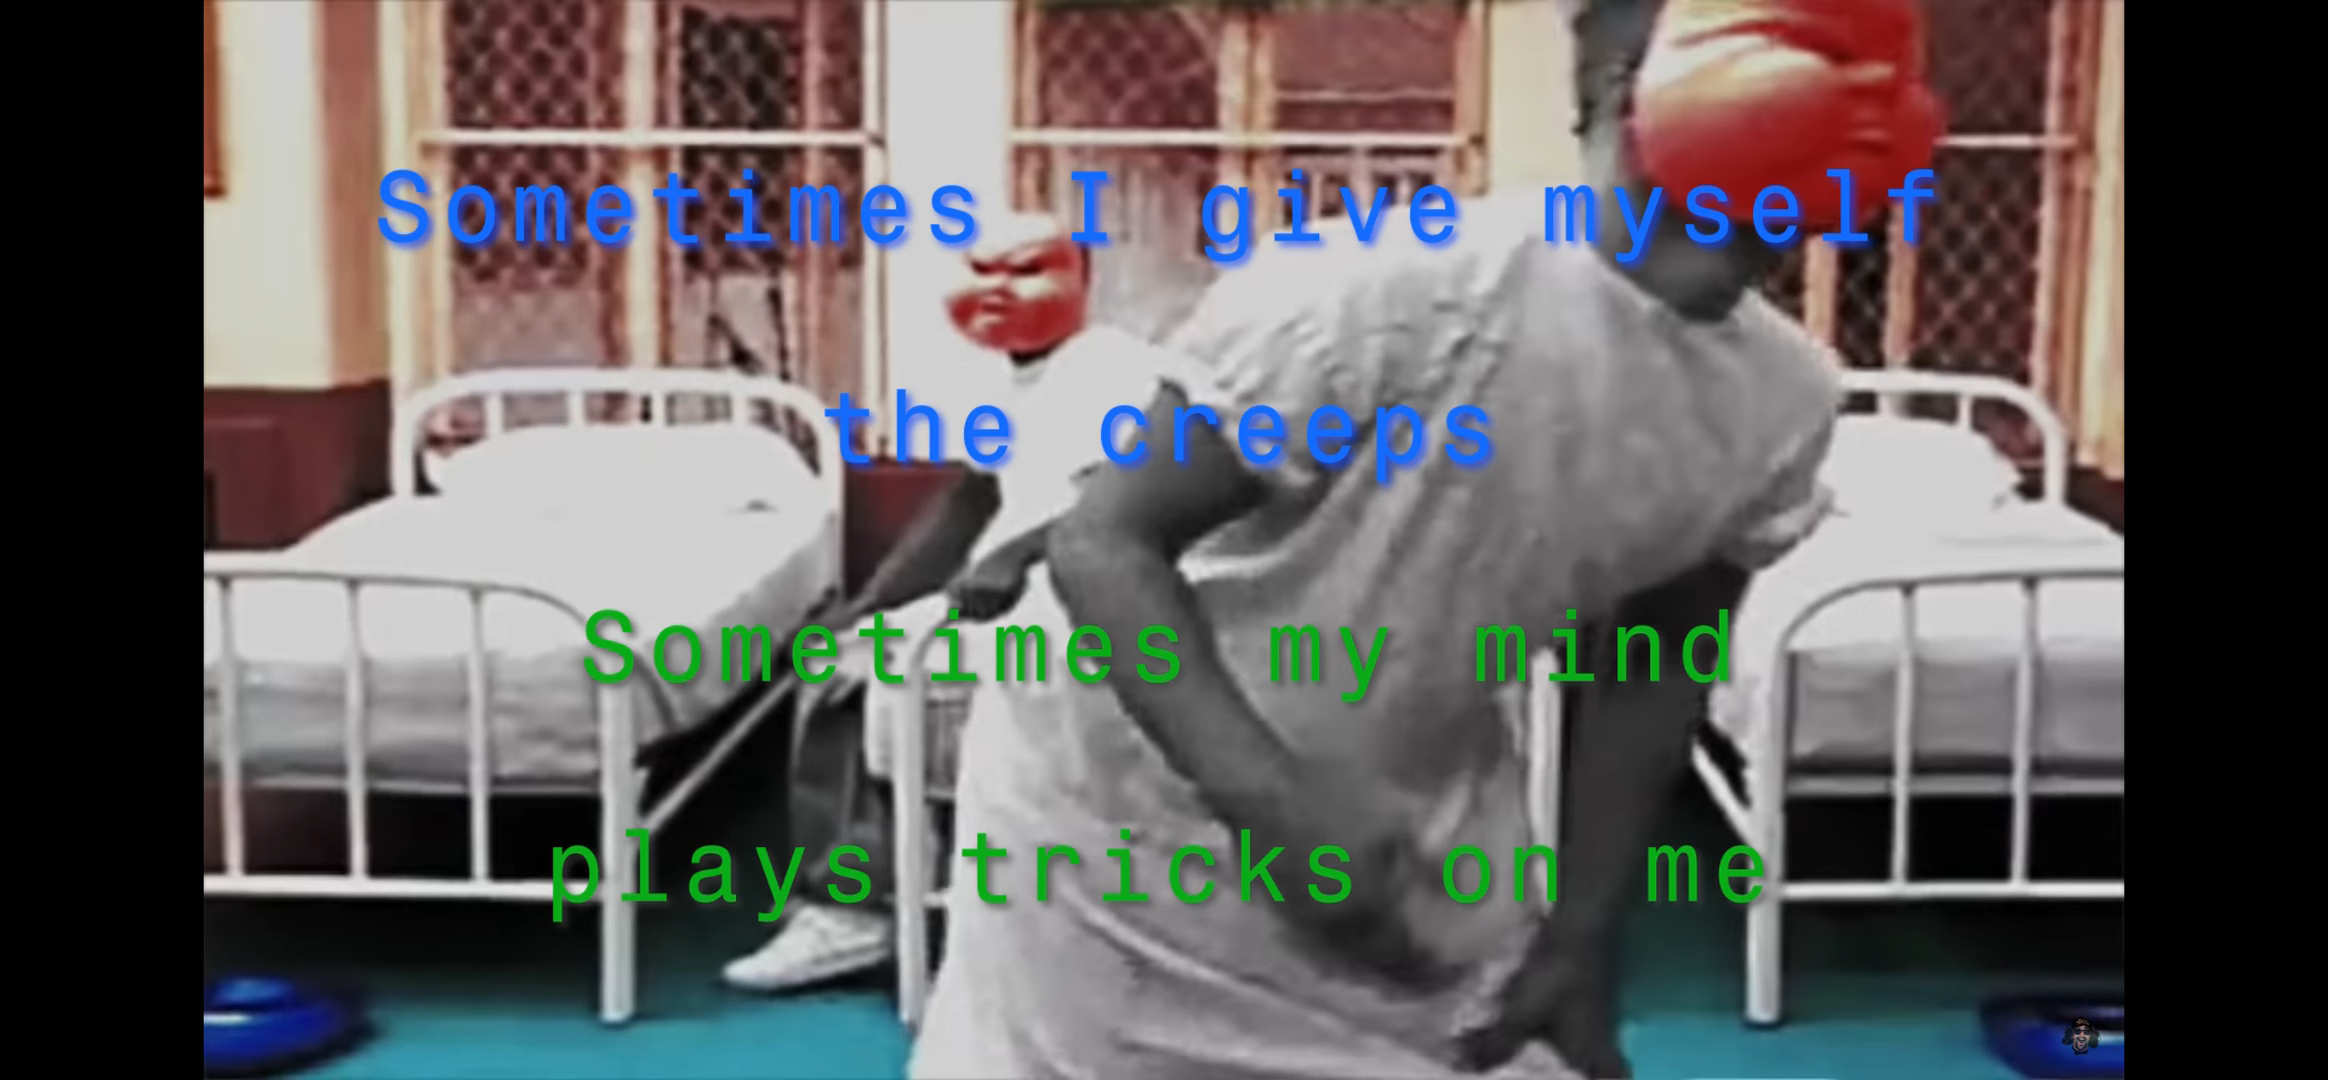 Sometimes I give myself
the creeps
Sometimes my mind
plays tricks on me